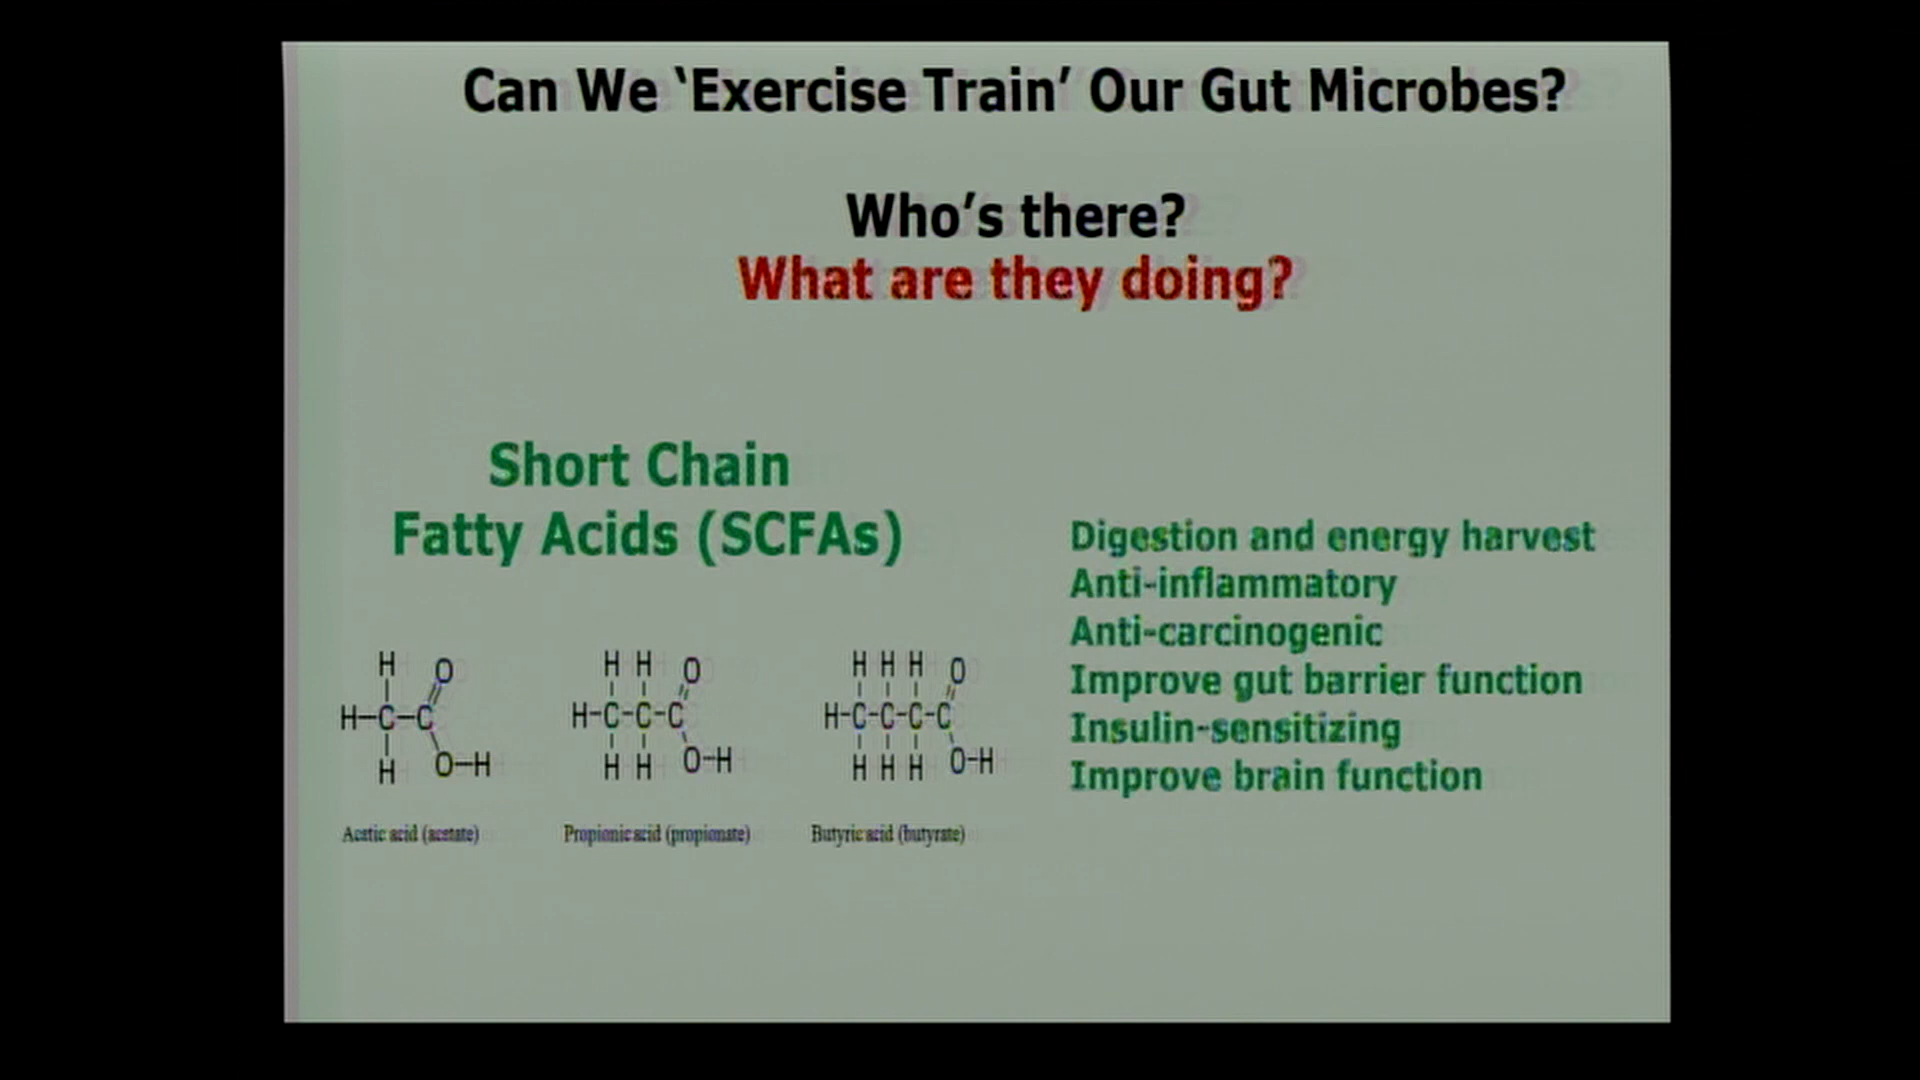 Can We ‘Exercise Train’ Our Gut Microbes?
Who’s there?
What are they doing?
Short Chain
Fatty Acids (SCFAs)
Digestion and energy harvest
Anti-inflammatory
Anti-carcinogenic
Improve gut barrier function
Insulin-sensitizing
Improve brain function
H O
H-C-C
H O-H
H H O
H-C-C-C
H H O-H
H H H O
H-C-C-C-C
H H H O-H
Acetic acid (acetate)
Propionic acid (propionate)
Butyric acid (butyrate)